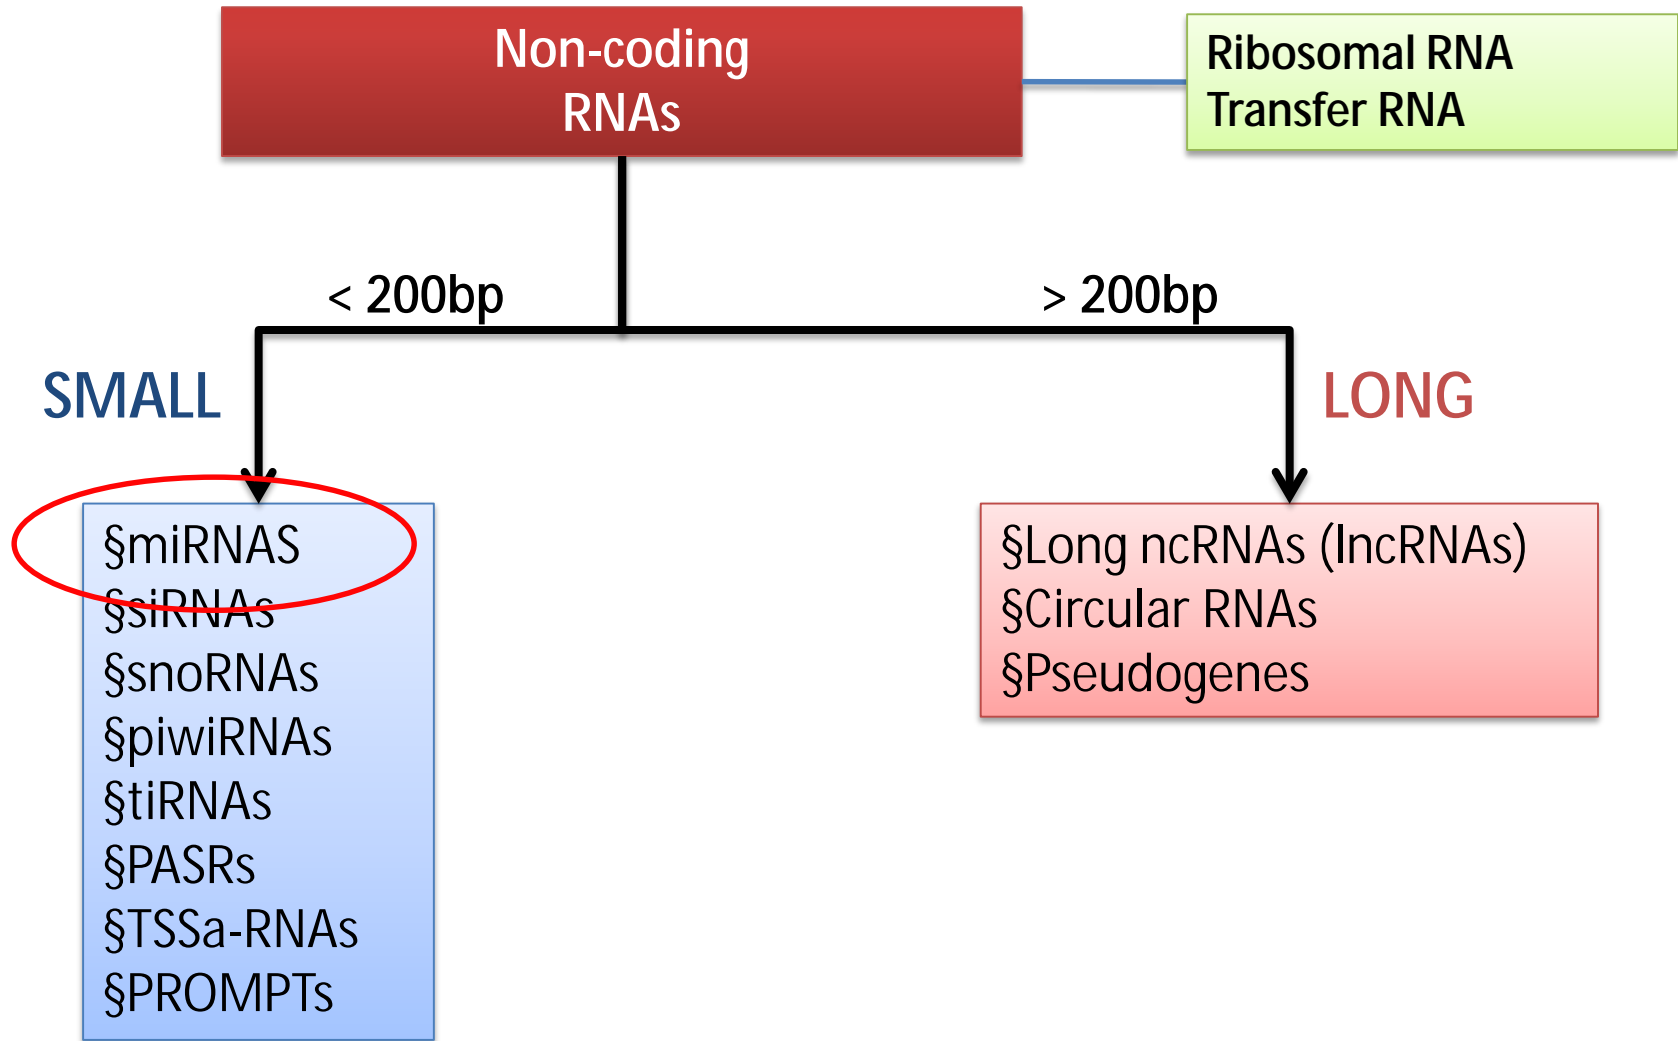 Non-coding
RNAs
Ribosomal RNA
Transfer RNA
< 200bp
> 200bp
SMALL
LONG
§miRNAS
§siRNAs
§snoRNAs
§piwiRNAs
§tiRNAs
§PASRs
§TSSa-RNAs
§PROMPTs
§Long ncRNAs (lncRNAs)
§Circular RNAs
§Pseudogenes